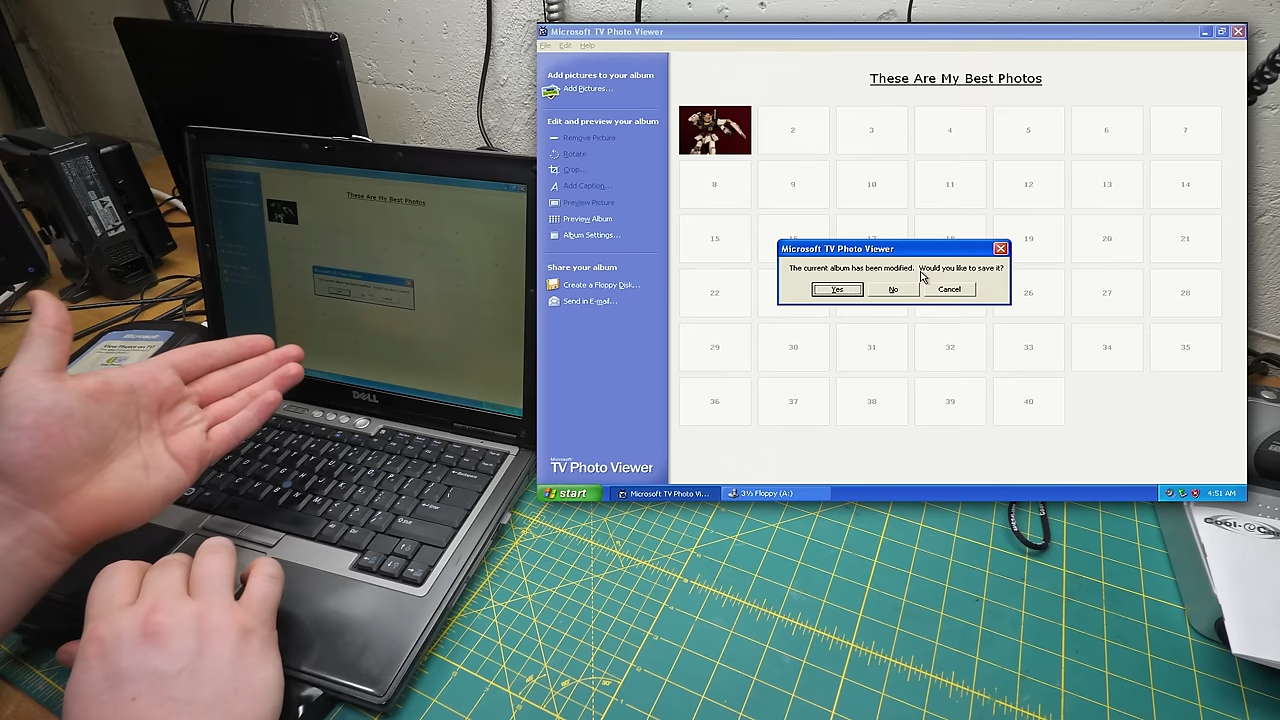 Microsoft TV Photo Viewer
File Edit Help
Add pictures to your album
Add Pictures...
Edit and preview your album
Remove Picture
Rotate
Crop...
Add Caption...
Preview Picture
Preview Album
Album Settings...
Share your album
Create a Floppy Disk...
Send in E-mail...
Microsoft
TV Photo Viewer
These Are My Best Photos
2 3 4 5 6 7
8 9 10 11 12 13 14
15 19 20 21
22 26 27 28
29 30 31 32 33 34 35
36 37 38 39 40
Microsoft TV Photo Viewer
The current album has been modified. Would you like to save it?
Yes No Cancel
start Microsoft TV Photo Vi... 3½ Floppy (A:) 4:51 AM
These Are My Best Photos
DELL
Microsoft
View Photos on TV!